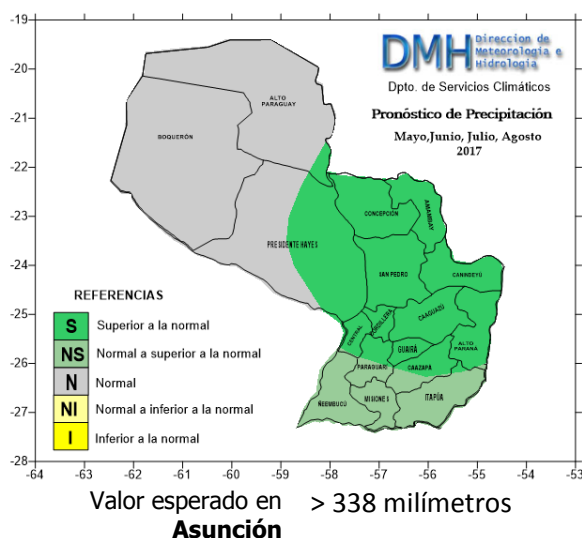 DMH Direccion de
Meteorologia e
Hidrologia
Dpto. de Servicios Climáticos
Pronóstico de Precipitación
Mayo,Junio, Julio, Agosto
2017
-19
-20
-21
-22
-23
-24
-25
-26
-27
-28
ALTO
PARAGUAY
BOQUERÓN
CONCEPCIÓN
AMAMBAY
PRESIDENTE HAYES
SAN PEDRO
CANINDEYÚ
CENTRAL
CORDILLERA
CAAGUAZÚ
GUAIRÁ
ALTO
PARANÁ
PARAGUARÍ
CAAZAPÁ
ÑEEMBUCÚ
MISIONES
ITAPÚA
REFERENCIAS
S Superior a la normal
NS Normal a superior a la normal
N Normal
NI Normal a inferior a la normal
I Inferior a la normal
-64 -63 -62 -61 -60 -59 -58 -57 -56 -55 -54 -53
Valor esperado en > 338 milímetros
Asunción